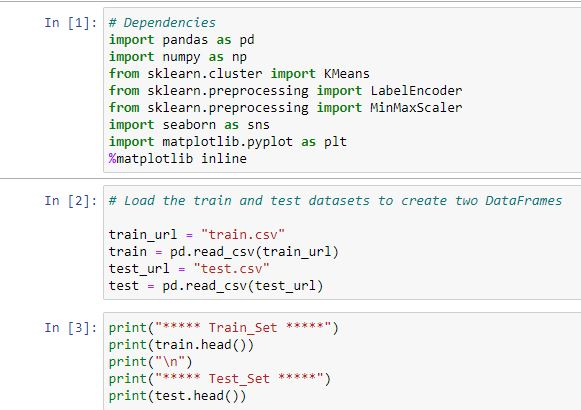 In [1]: # Dependencies
import pandas as pd
import numpy as np
from sklearn.cluster import KMeans
from sklearn.preprocessing import LabelEncoder
from sklearn.preprocessing import MinMaxScaler
import seaborn as sns
import matplotlib.pyplot as plt
%matplotlib inline
In [2]: # Load the train and test datasets to create two DataFrames
train_url = "train.csv"
train = pd.read_csv(train_url)
test_url = "test.csv"
test = pd.read_csv(test_url)
In [3]: print("***** Train_Set *****")
print(train.head())
print("\n")
print("***** Test_Set *****")
print(test.head())